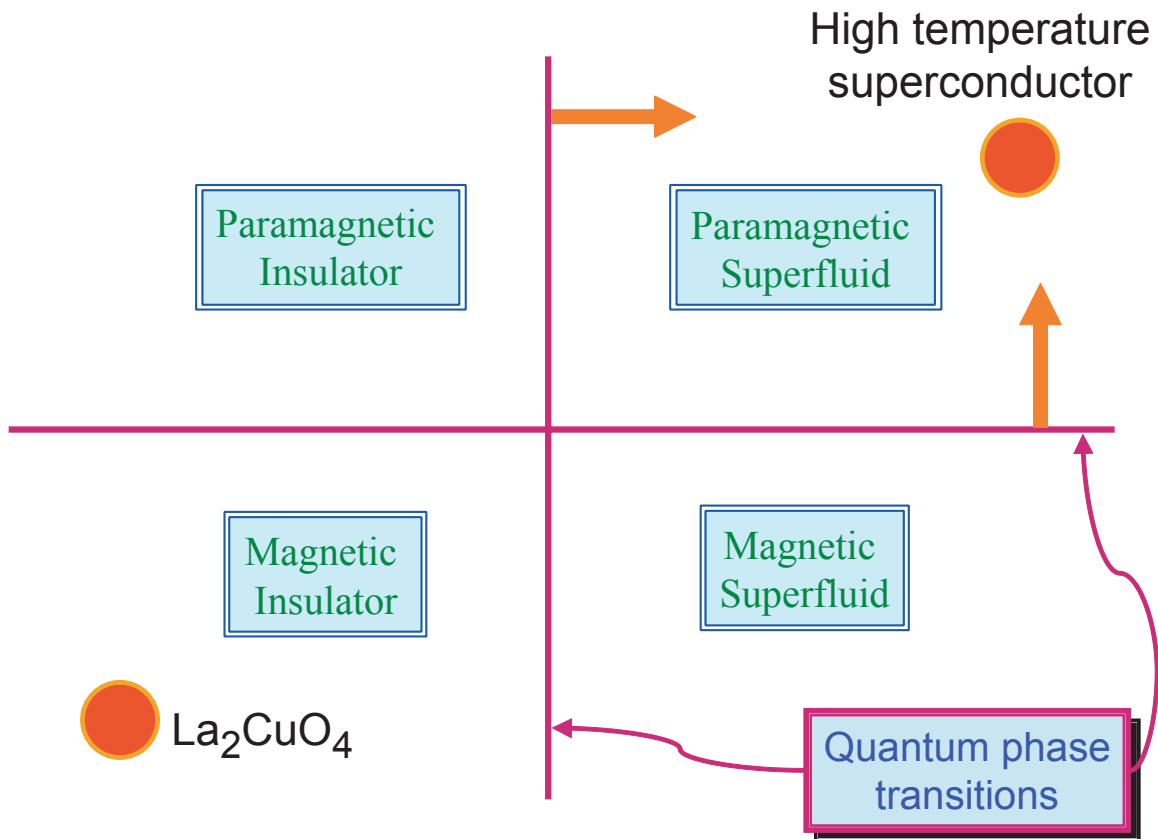 High temperature
superconductor
Paramagnetic
Insulator
Paramagnetic
Superfluid
Magnetic
Insulator
Magnetic
Superfluid
La₂CuO₄
Quantum phase
transitions